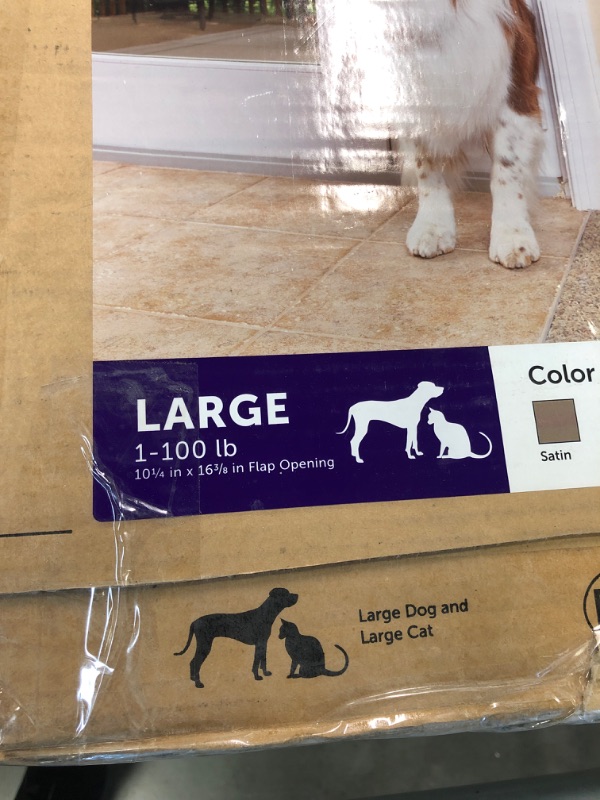 LARGE
1-100 lb
10¼ in x 16⅜ in Flap Opening
Color
Satin
Large Dog and
Large Cat